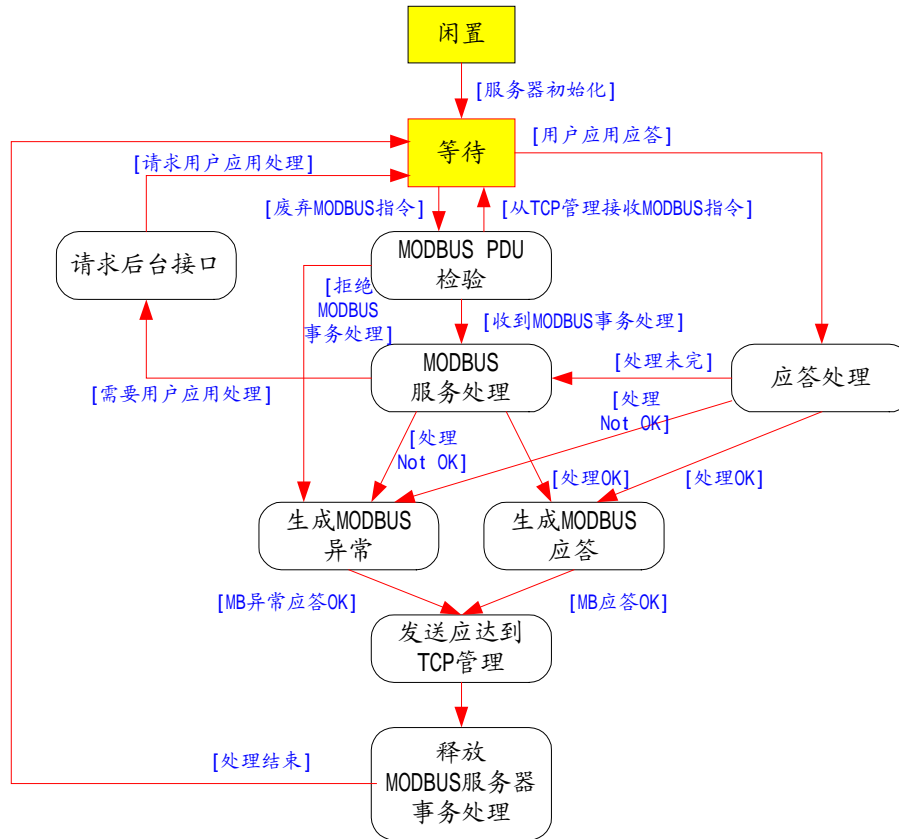 闲置
[服务器初始化]
等待
[用户应用应答]
[请求用户应用处理]
[废弃MODBUS指令]
[从TCP管理接收MODBUS指令]
请求后台接口
MODBUS PDU
检验
[拒绝
MODBUS
事务处理]
[收到MODBUS事务处理]
MODBUS
服务处理
[处理未完]
应答处理
[需要用户应用处理]
[处理
Not OK]
[处理
Not OK]
[处理OK]
[处理OK]
生成MODBUS
异常
生成MODBUS
应答
[MB异常应答OK]
[MB应答OK]
发送应达到
TCP管理
[处理结束]
释放
MODBUS服务器
事务处理